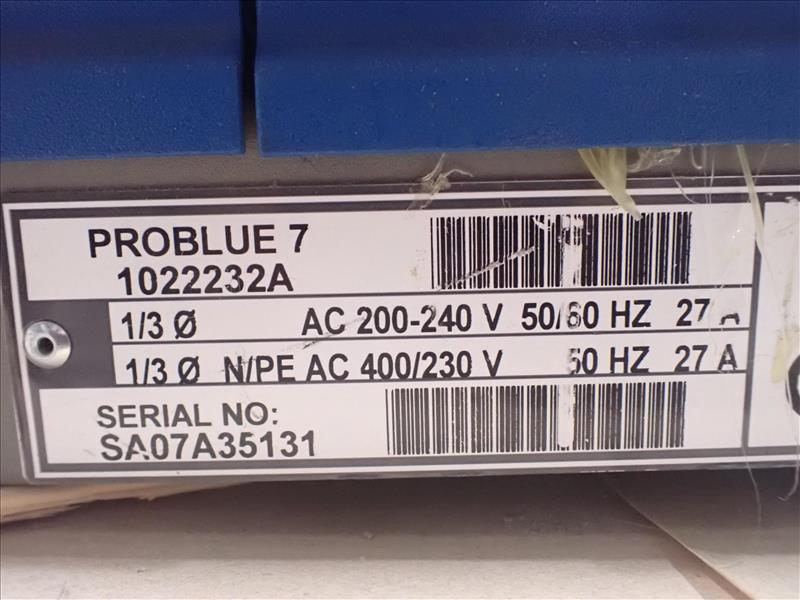 PROBLUE 7
1022232A
1/3 Ø AC 200-240 V 50/60 HZ 27 A
1/3 Ø N/PE AC 400/230 V 50 HZ 27 A
SERIAL NO:
SA07A35131